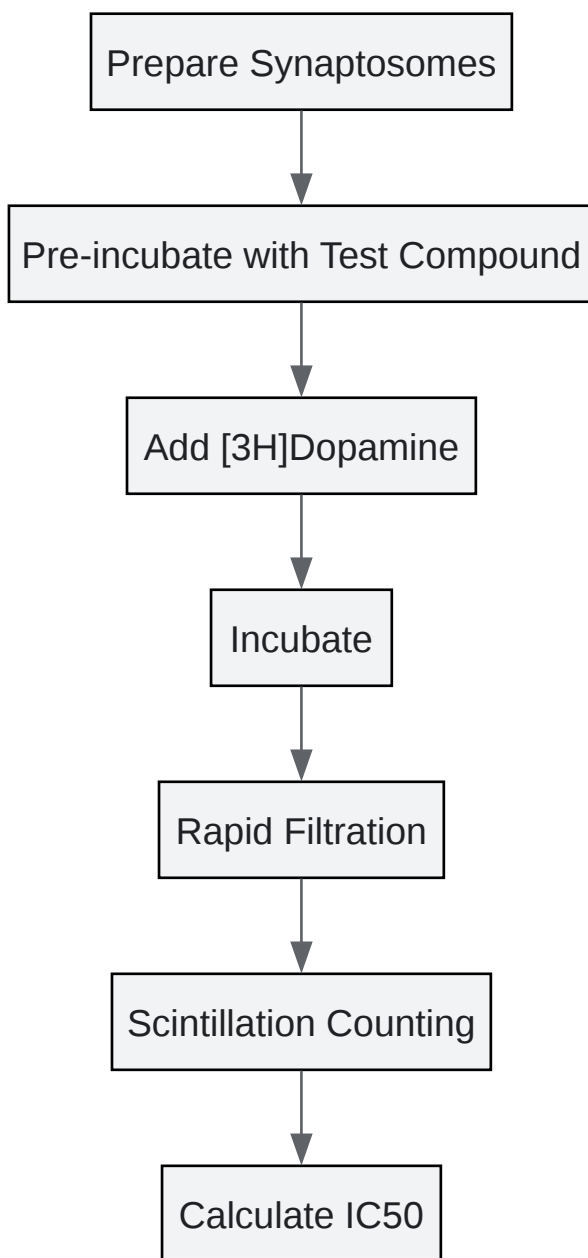 Prepare Synaptosomes
Pre-incubate with Test Compound
Add [3H]Dopamine
Incubate
Rapid Filtration
Scintillation Counting
Calculate IC50